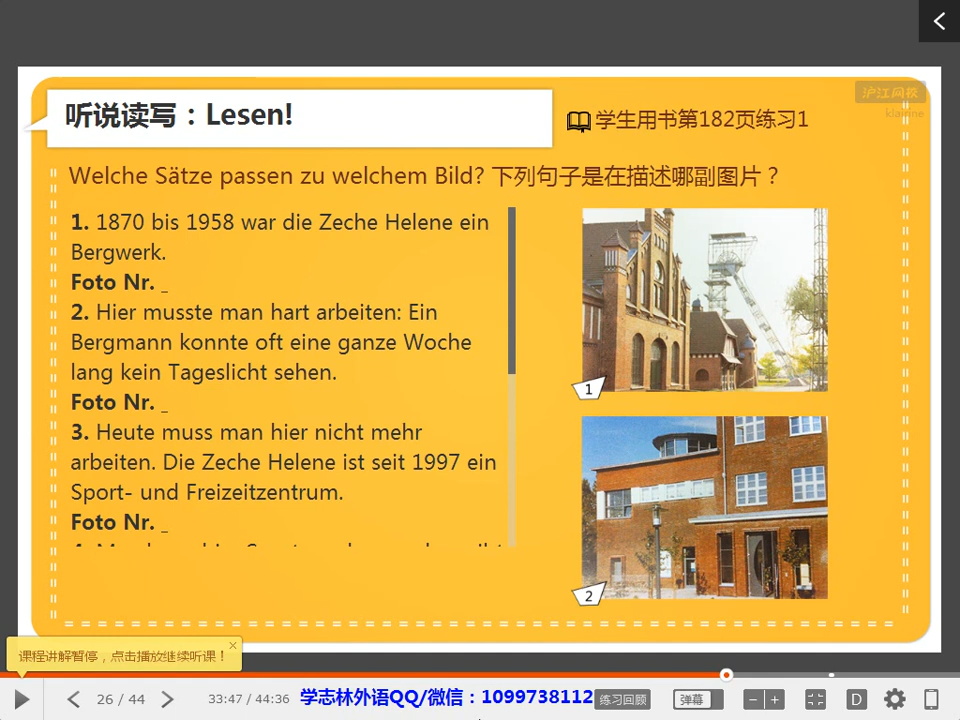 听说读写：Lesen!
学生用书第182页练习1
沪江网校
klairine
Welche Sätze passen zu welchem Bild? 下列句子是在描述哪副图片？
1. 1870 bis 1958 war die Zeche Helene ein
Bergwerk.
Foto Nr. _
2. Hier musste man hart arbeiten: Ein
Bergmann konnte oft eine ganze Woche
lang kein Tageslicht sehen.
Foto Nr. _
3. Heute muss man hier nicht mehr
arbeiten. Die Zeche Helene ist seit 1997 ein
Sport- und Freizeitzentrum.
Foto Nr. _
1
2
课程讲解暂停，点击播放继续听课！
26 / 44
33:47 / 44:36
学志林外语QQ/微信：1099738112
练习回顾
弹幕
D